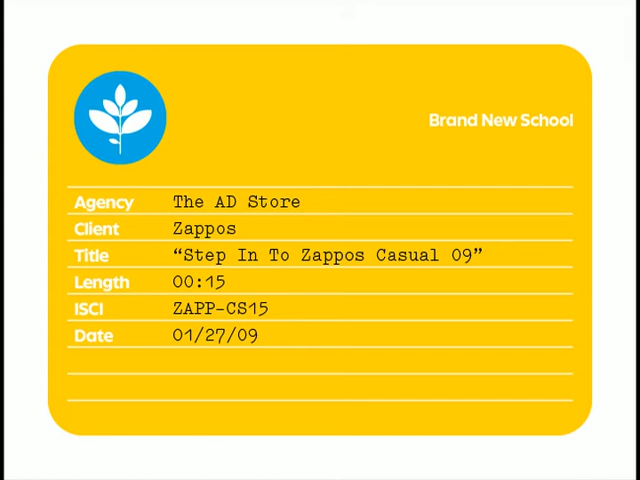 Brand New School
Agency The AD Store
Client Zappos
Title “Step In To Zappos Casual 09”
Length 00:15
ISCI ZAPP-CS15
Date 01/27/09